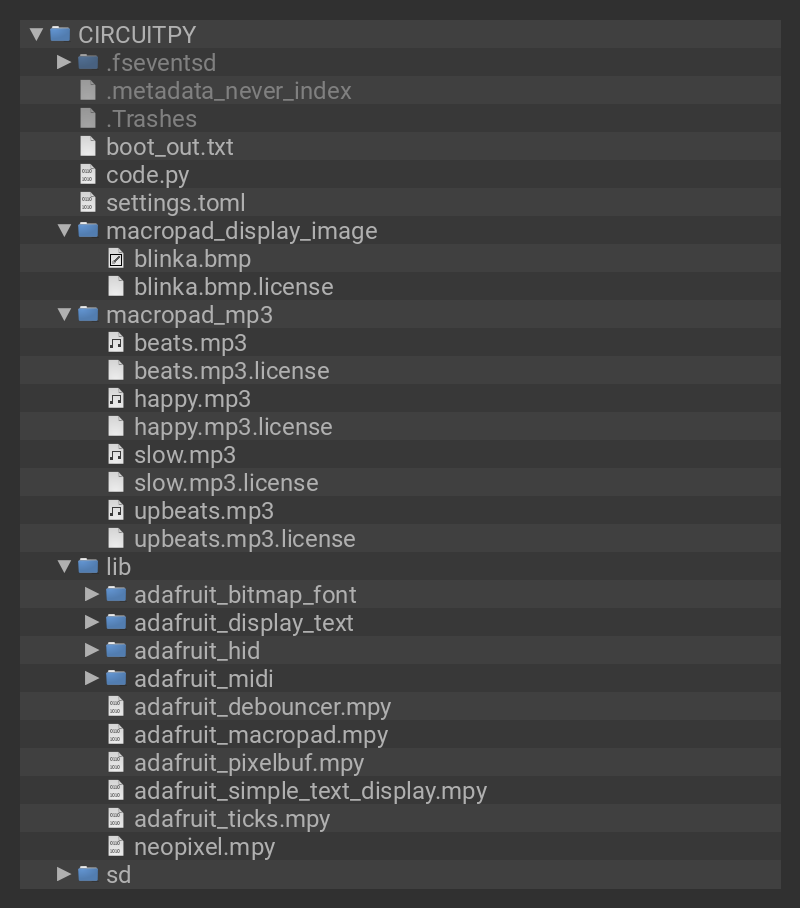 CIRCUITPY
.fseventsd
.metadata_never_index
.Trashes
boot_out.txt
code.py
settings.toml
macropad_display_image
blinka.bmp
blinka.bmp.license
macropad_mp3
beats.mp3
beats.mp3.license
happy.mp3
happy.mp3.license
slow.mp3
slow.mp3.license
upbeats.mp3
upbeats.mp3.license
lib
adafruit_bitmap_font
adafruit_display_text
adafruit_hid
adafruit_midi
adafruit_debouncer.mpy
adafruit_macropad.mpy
adafruit_pixelbuf.mpy
adafruit_simple_text_display.mpy
adafruit_ticks.mpy
neopixel.mpy
sd